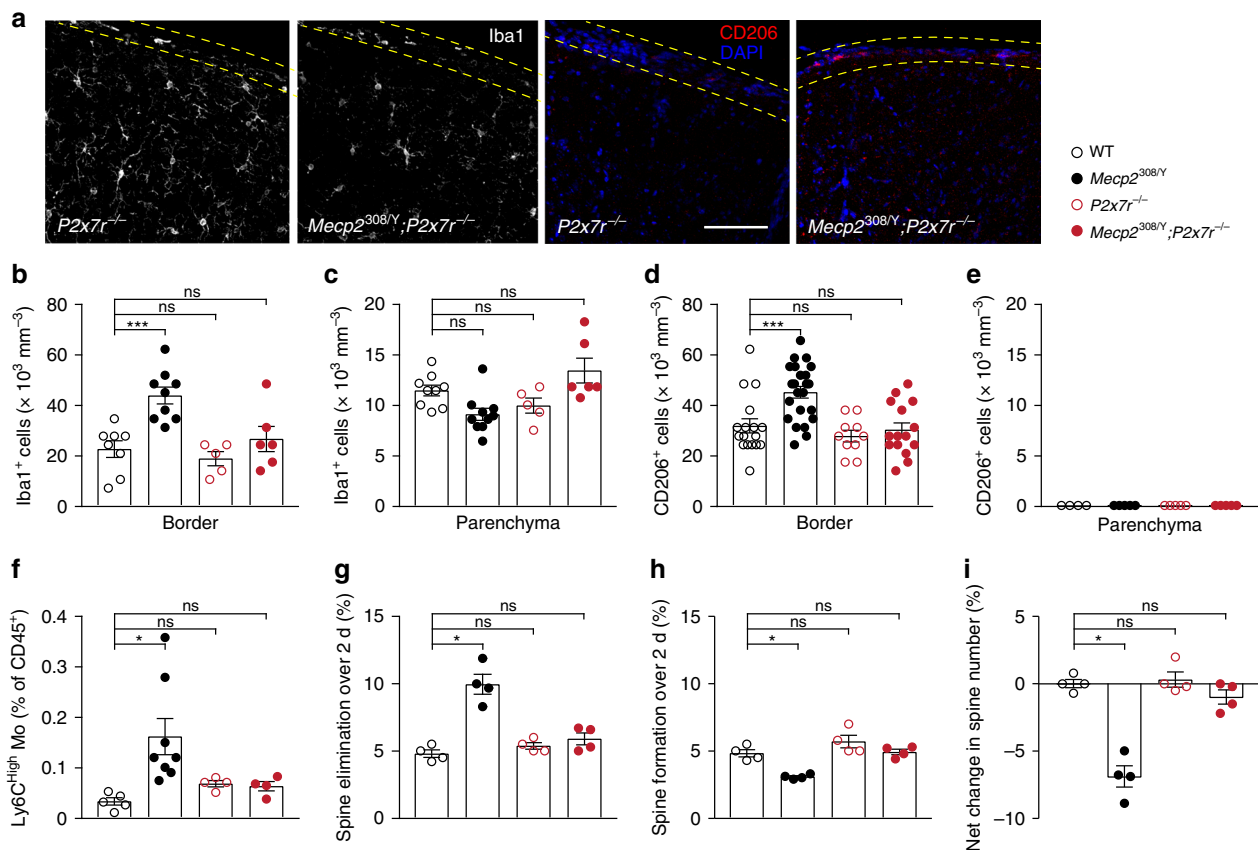 a
Iba1
CD206
DAPI
P2x7r−/−
Mecp2308/Y;P2x7r−/−
P2x7r−/−
Mecp2308/Y;P2x7r−/−
WT
Mecp2308/Y
P2x7r−/−
Mecp2308/Y;P2x7r−/−
b
Iba1+ cells (× 103 mm−3)
80
60
40
20
0
ns
ns
***
Border
c
Iba1+ cells (× 103 mm−3)
20
15
10
5
0
ns
ns
ns
Parenchyma
d
CD206+ cells (× 103 mm−3)
80
60
40
20
0
ns
ns
***
Border
e
CD206+ cells (× 103 mm−3)
20
15
10
5
0
Parenchyma
f
Ly6CHigh Mo (% of CD45+)
0.4
0.3
0.2
0.1
0
ns
ns
*
g
Spine elimination over 2 d (%)
15
10
5
0
ns
ns
*
h
Spine formation over 2 d (%)
15
10
5
0
ns
ns
*
i
Net change in spine number (%)
5
0
−5
−10
ns
ns
*